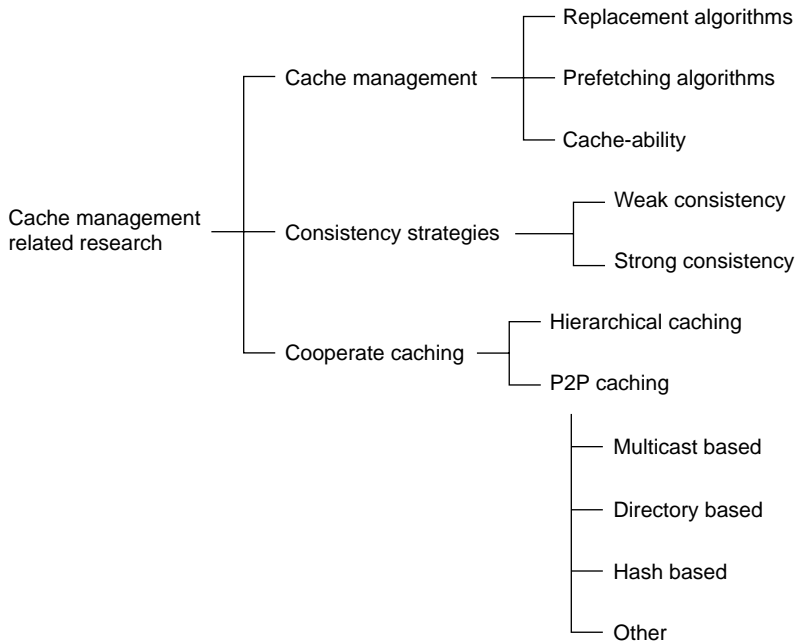 Replacement algorithms
Cache management
Prefetching algorithms
Cache-ability
Cache management
related research
Weak consistency
Consistency strategies
Strong consistency
Hierarchical caching
Cooperate caching
P2P caching
Multicast based
Directory based
Hash based
Other